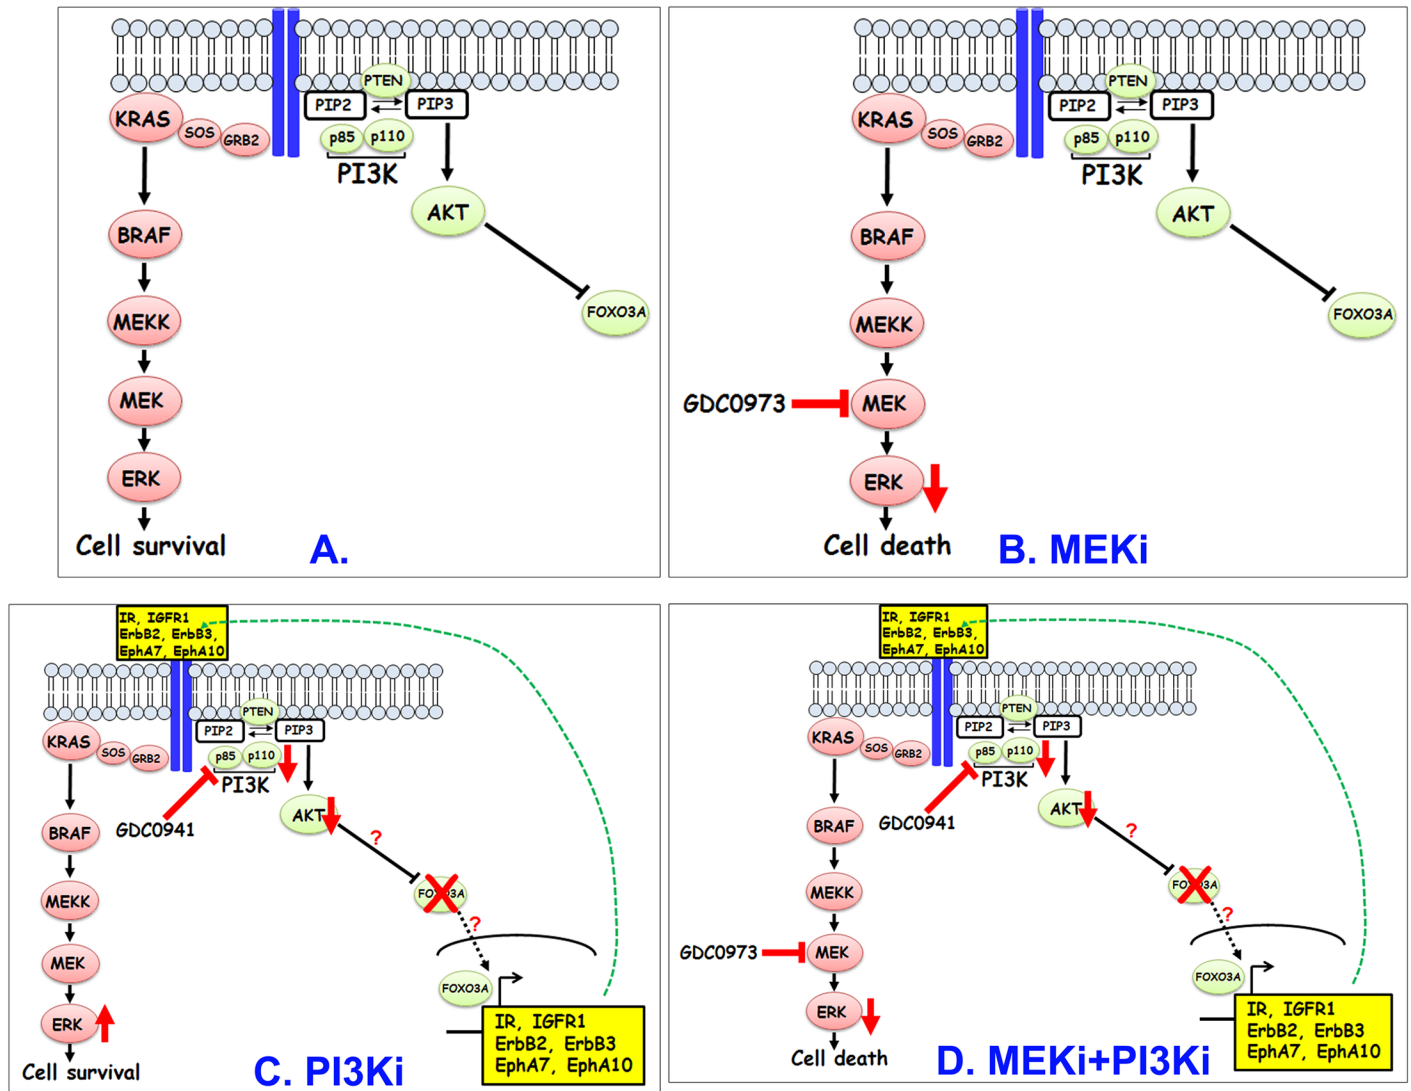 PTEN
PIP2
PIP3
KRAS
SOS
GRB2
p85
p110
PI3K
AKT
BRAF
FOXO3A
MEKK
MEK
ERK
Cell survival
A.
PTEN
PIP2
PIP3
KRAS
SOS
GRB2
p85
p110
PI3K
AKT
BRAF
FOXO3A
MEKK
GDC0973
MEK
ERK
Cell death
B. MEKi
IR, IGFR1
ErbB2, ErbB3,
EphA7, EphA10
PTEN
PIP2
PIP3
KRAS
SOS
GRB2
p85
p110
PI3K
GDC0941
AKT
BRAF
?
FOXO3A
MEKK
?
MEK
FOXO3A
ERK
IR, IGFR1
ErbB2, ErbB3
EphA7, EphA10
Cell survival
C. PI3Ki
IR, IGFR1
ErbB2, ErbB3,
EphA7, EphA10
PTEN
PIP2
PIP3
KRAS
SOS
GRB2
p85
p110
PI3K
GDC0941
AKT
BRAF
?
FOXO3A
MEKK
?
GDC0973
MEK
FOXO3A
ERK
IR, IGFR1
ErbB2, ErbB3
EphA7, EphA10
Cell death
D. MEKi+PI3Ki